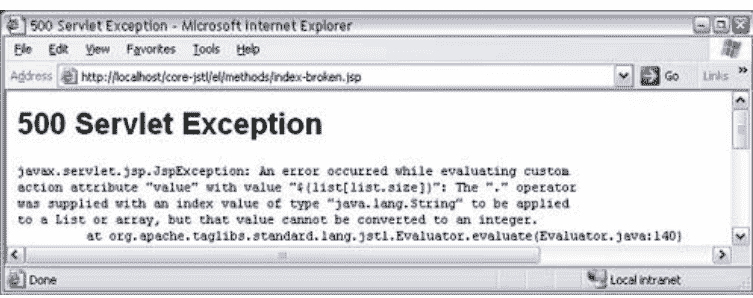 500 Servlet Exception - Microsoft Internet Explorer
File Edit View Favorites Tools Help
Address http://localhost/core-jstl/el/methods/index-broken.jsp Go Links »
500 Servlet Exception
javax.servlet.jsp.JspException: An error occurred while evaluating custom
action attribute "value" with value "${list[list.size])": The "." operator
was supplied with an index value of type "java.lang.String" to be applied
to a List or array, but that value cannot be converted to an integer.
at org.apache.taglibs.standard.lang.jstl.Evaluator.evaluate(Evaluator.java:140)
Done Local intranet